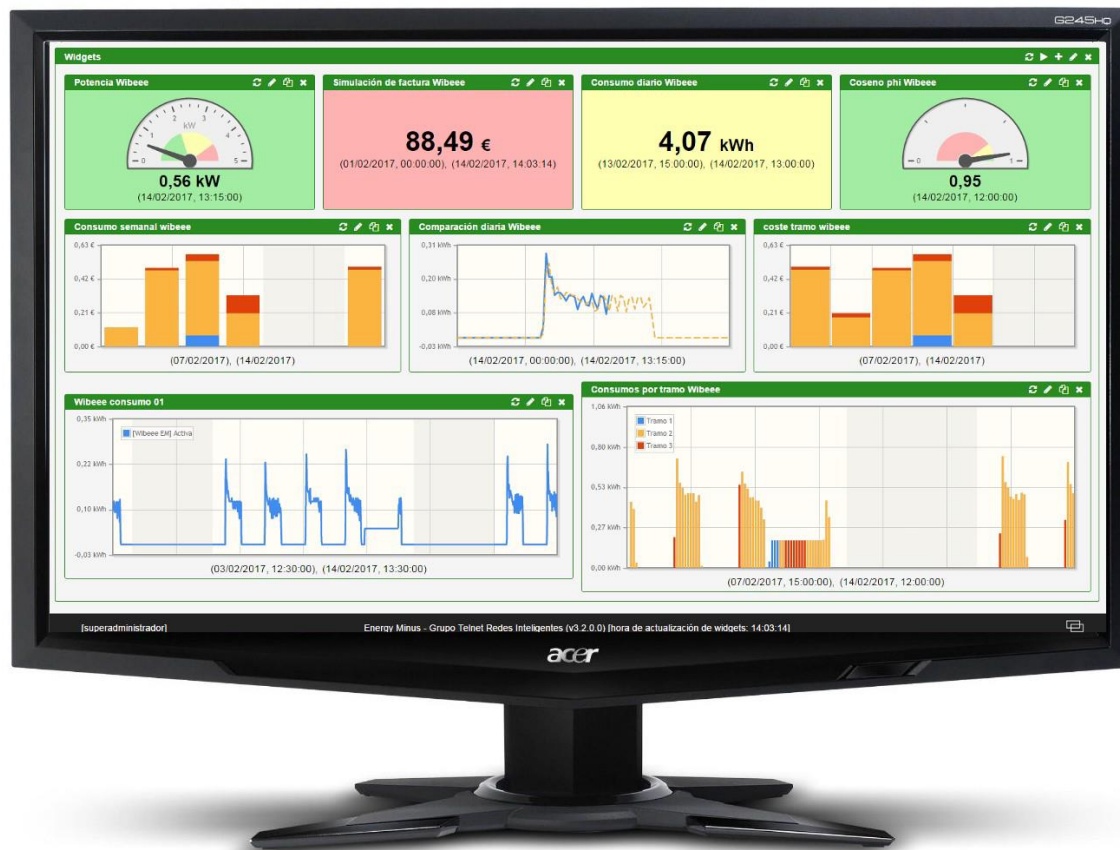 G245HQ
Widgets
Potencia Wibeee
0 1 2 3 4 5
kW
0,56 kW
(14/02/2017, 13:15:00)
Simulación de factura Wibeee
88,49 €
(01/02/2017, 00:00:00), (14/02/2017, 14:03:14)
Consumo diario Wibeee
4,07 kWh
(13/02/2017, 15:00:00), (14/02/2017, 13:00:00)
Coseno phi Wibeee
0 1
0,95
(14/02/2017, 12:00:00)
Consumo semanal wibeee
0,63 €
0,42 €
0,21 €
0,00 €
(07/02/2017), (14/02/2017)
Comparación diaria Wibeee
0,31 kWh
0,20 kWh
0,08 kWh
-0,03 kWh
(14/02/2017, 00:00:00), (14/02/2017, 13:15:00)
coste tramo wibeee
0,63 €
0,42 €
0,21 €
0,00 €
(07/02/2017), (14/02/2017)
Wibeee consumo 01
0,35 kWh
0,22 kWh
0,10 kWh
-0,03 kWh
[Wibeee EM] Activa
(03/02/2017, 12:30:00), (14/02/2017, 13:30:00)
Consumos por tramo Wibeee
1,06 kWh
0,80 kWh
0,53 kWh
0,27 kWh
0,00 kWh
Tramo 1
Tramo 2
Tramo 3
(07/02/2017, 15:00:00), (14/02/2017, 12:00:00)
[superadministrador]
Energy Minus - Grupo Telnet Redes Inteligentes (v3.2.0.0) [hora de actualización de widgets: 14:03:14]
acer